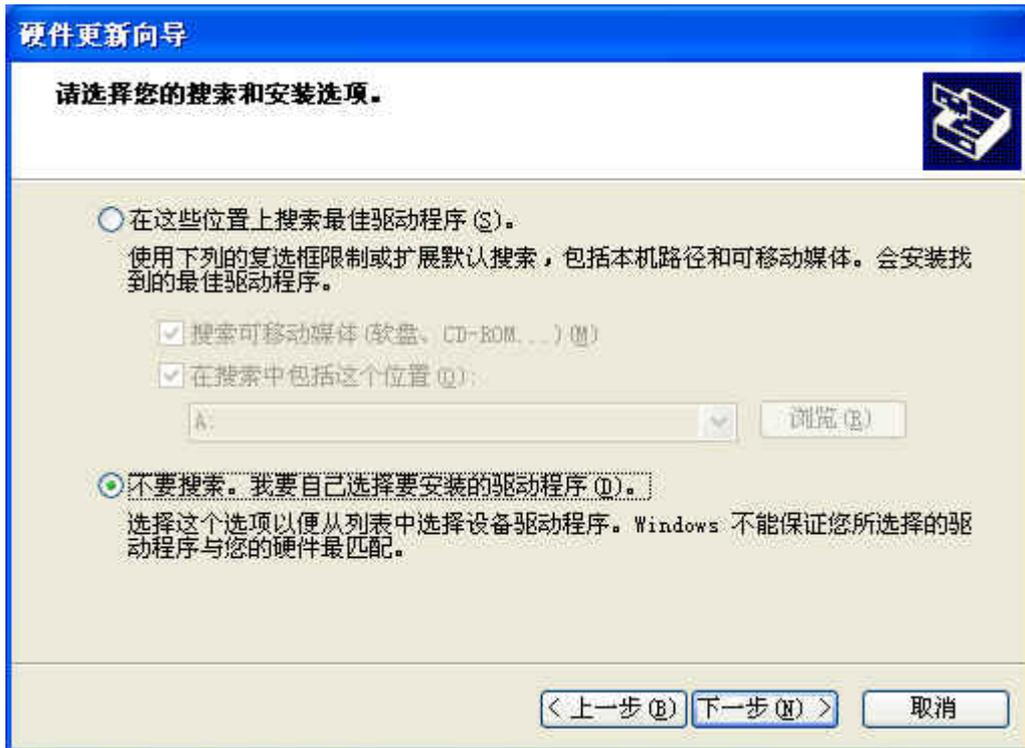 硬件更新向导
请选择您的搜索和安装选项。
在这些位置上搜索最佳驱动程序(S)。
使用下列的复选框限制或扩展默认搜索，包括本机路径和可移动媒体。会安装找
到的最佳驱动程序。
搜索可移动媒体(软盘、CD-ROM...)(M)
在搜索中包括这个位置(O):
A:
浏览(R)
不要搜索。我要自己选择要安装的驱动程序(D)。
选择这个选项以便从列表中选择设备驱动程序。Windows 不能保证您所选择的驱
动程序与您的硬件最匹配。
< 上一步(B) 下一步(N) > 取消